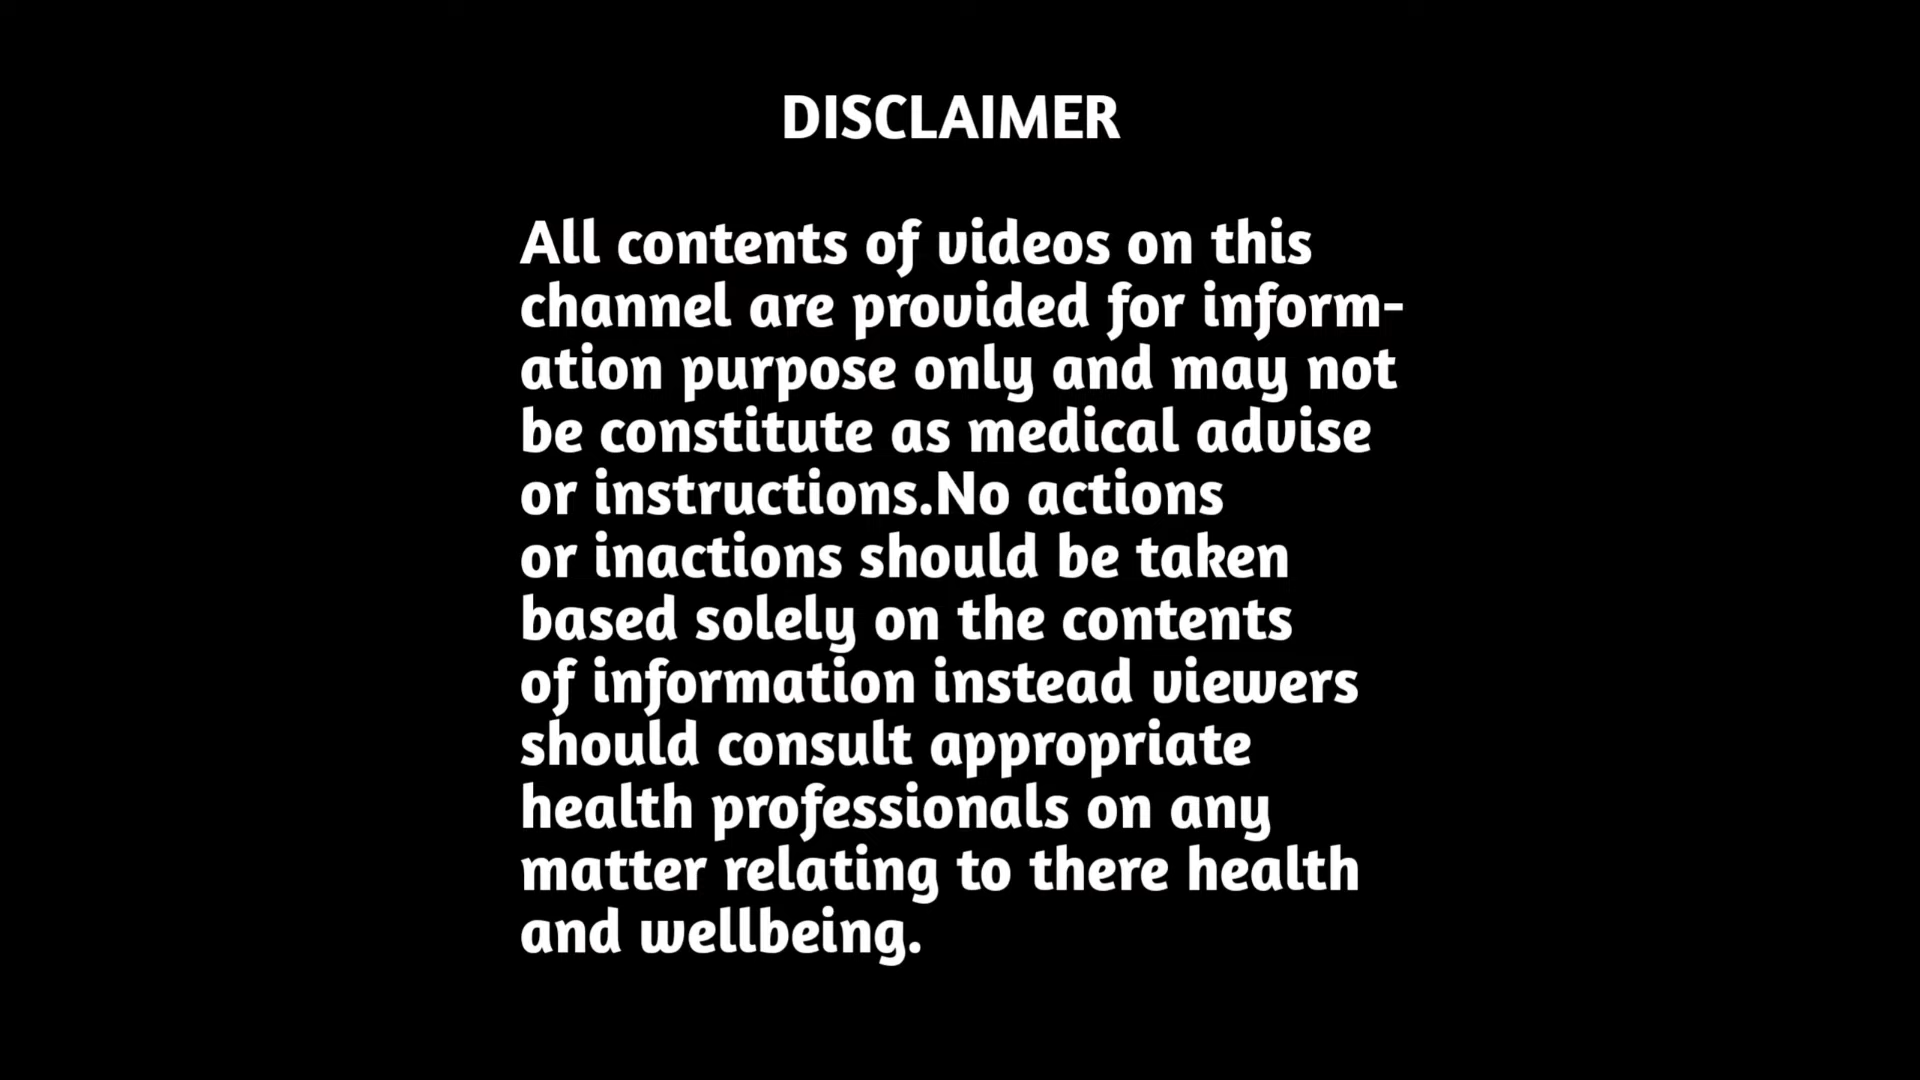 DISCLAIMER
All contents of videos on this
channel are provided for inform-
ation purpose only and may not
be constitute as medical advise
or instructions.No actions
or inactions should be taken
based solely on the contents
of information instead viewers
should consult appropriate
health professionals on any
matter relating to there health
and wellbeing.